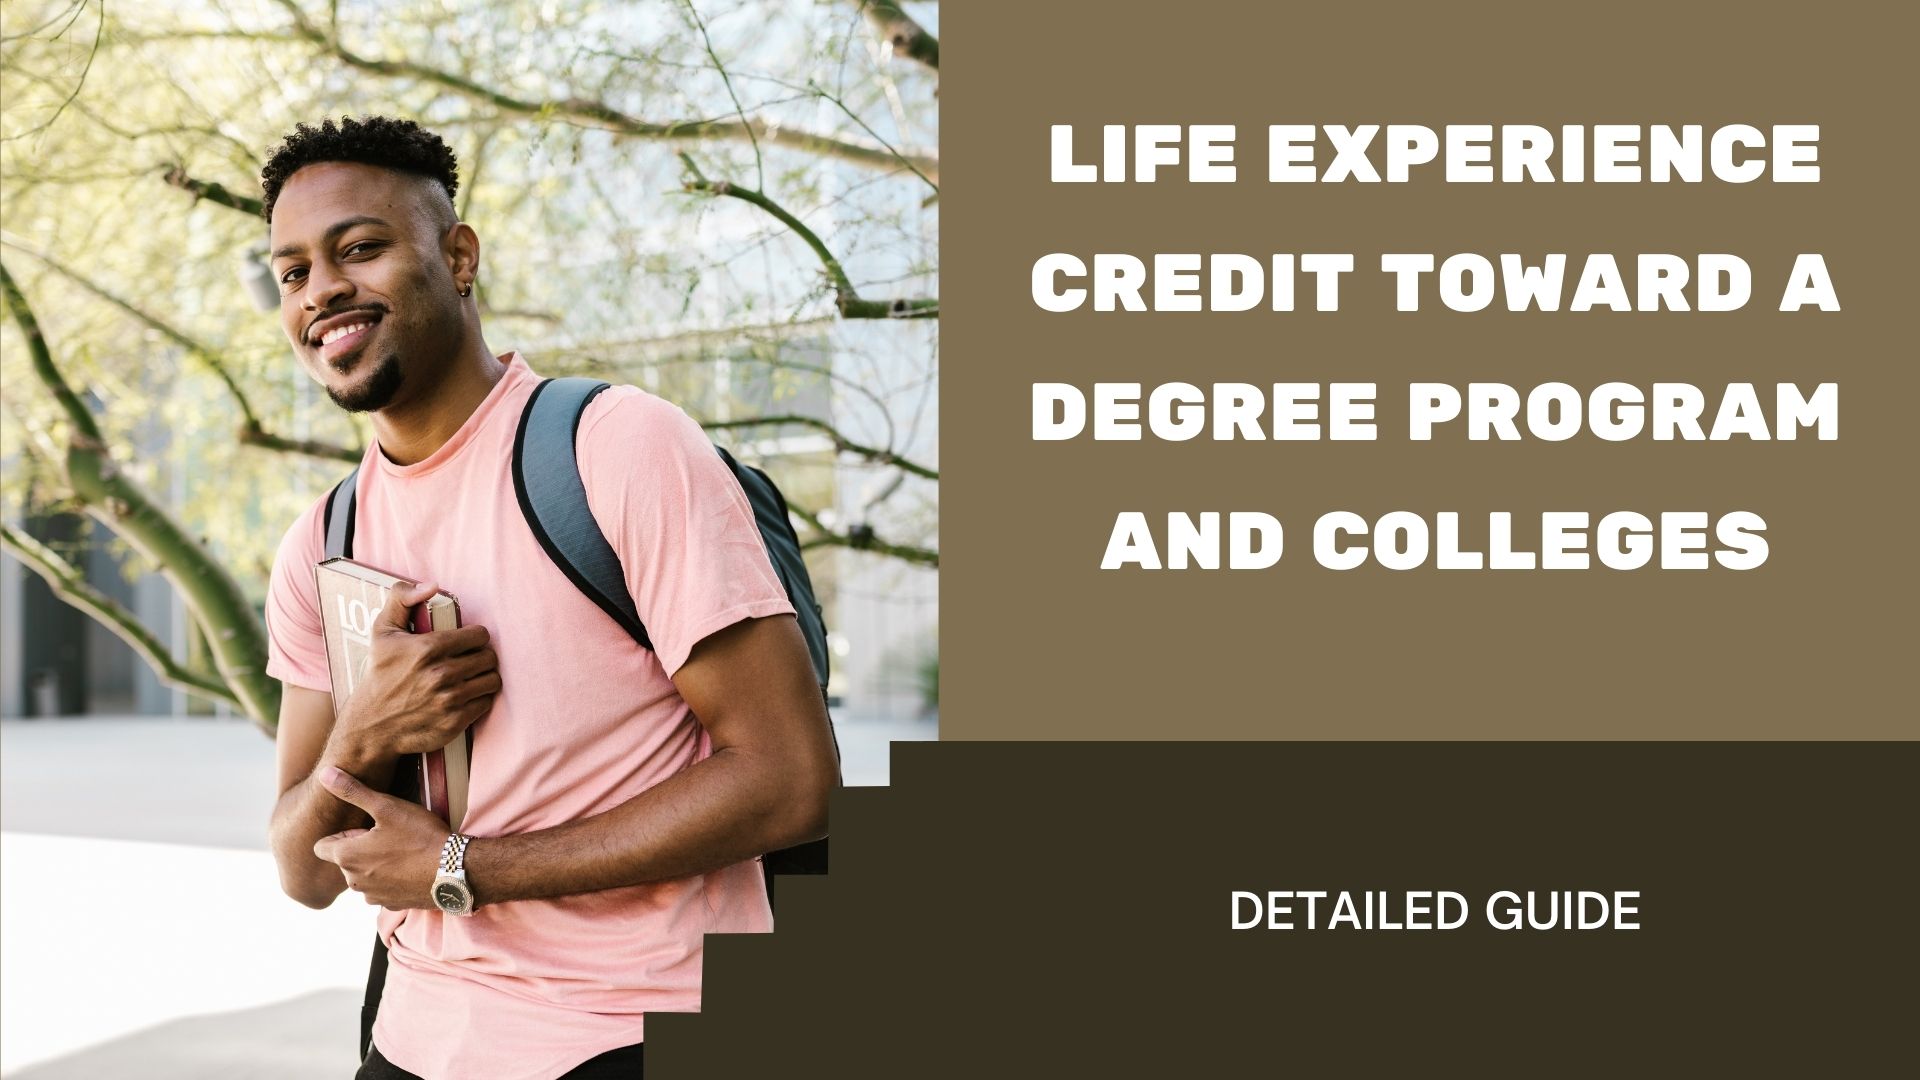 LIFE EXPERIENCE
CREDIT TOWARD A
DEGREE PROGRAM
AND COLLEGES
DETAILED GUIDE